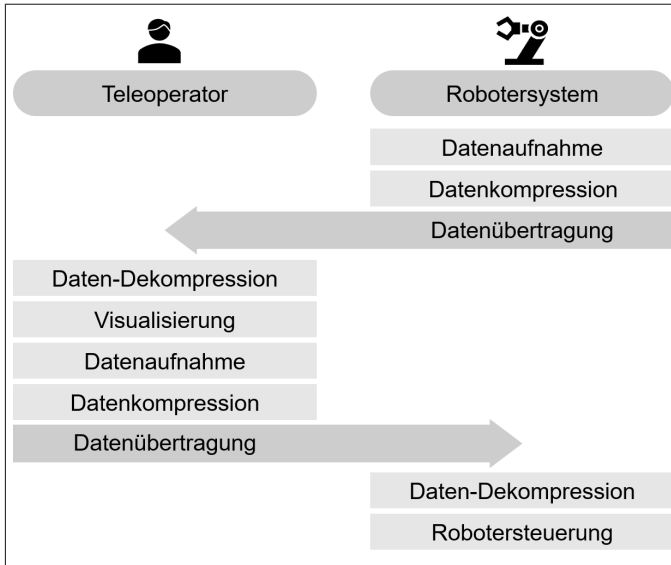 Teleoperator
Robotersystem
Datenaufnahme
Datenkompression
Datenübertragung
Daten-Dekompression
Visualisierung
Datenaufnahme
Datenkompression
Datenübertragung
Daten-Dekompression
Robotersteuerung